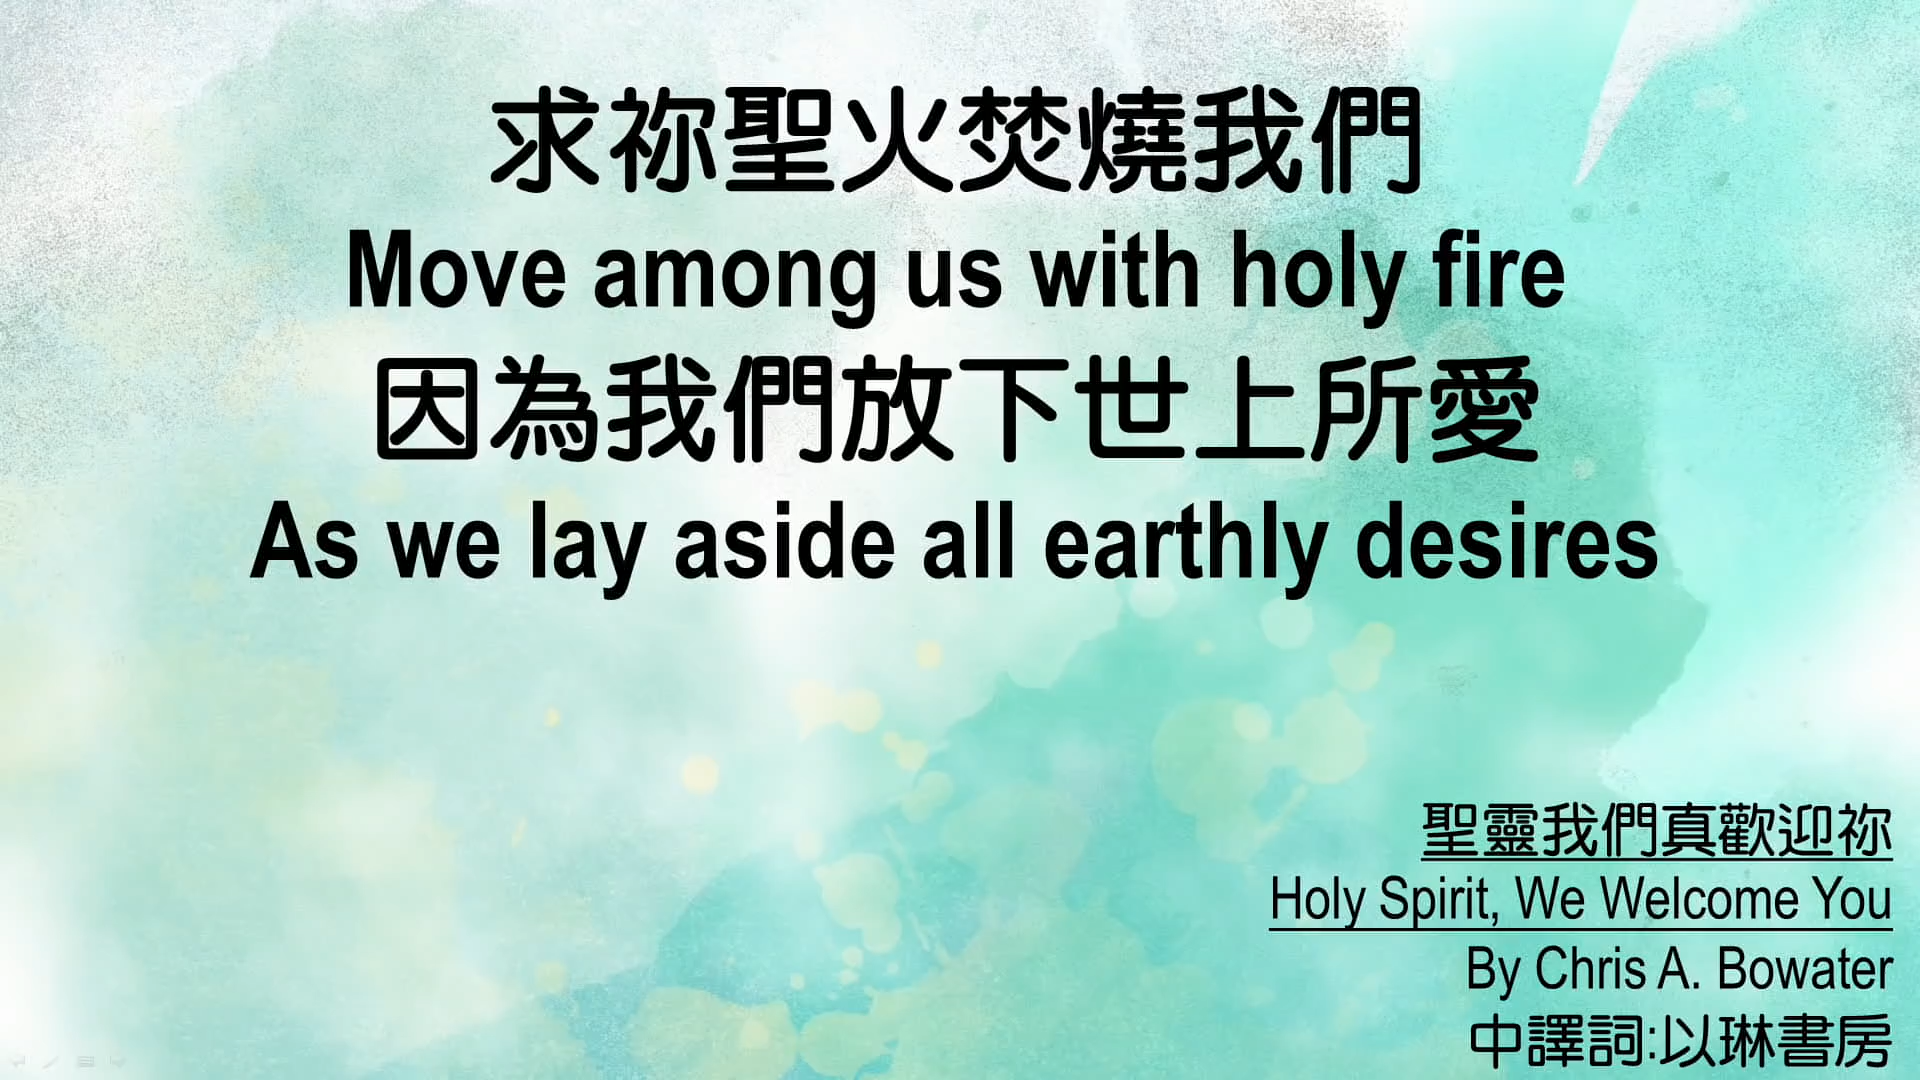 求祢聖火焚燒我們
Move among us with holy fire
因為我們放下世上所愛
As we lay aside all earthly desires
聖靈我們真歡迎祢
Holy Spirit, We Welcome You
By Chris A. Bowater
中譯詞:以琳書房